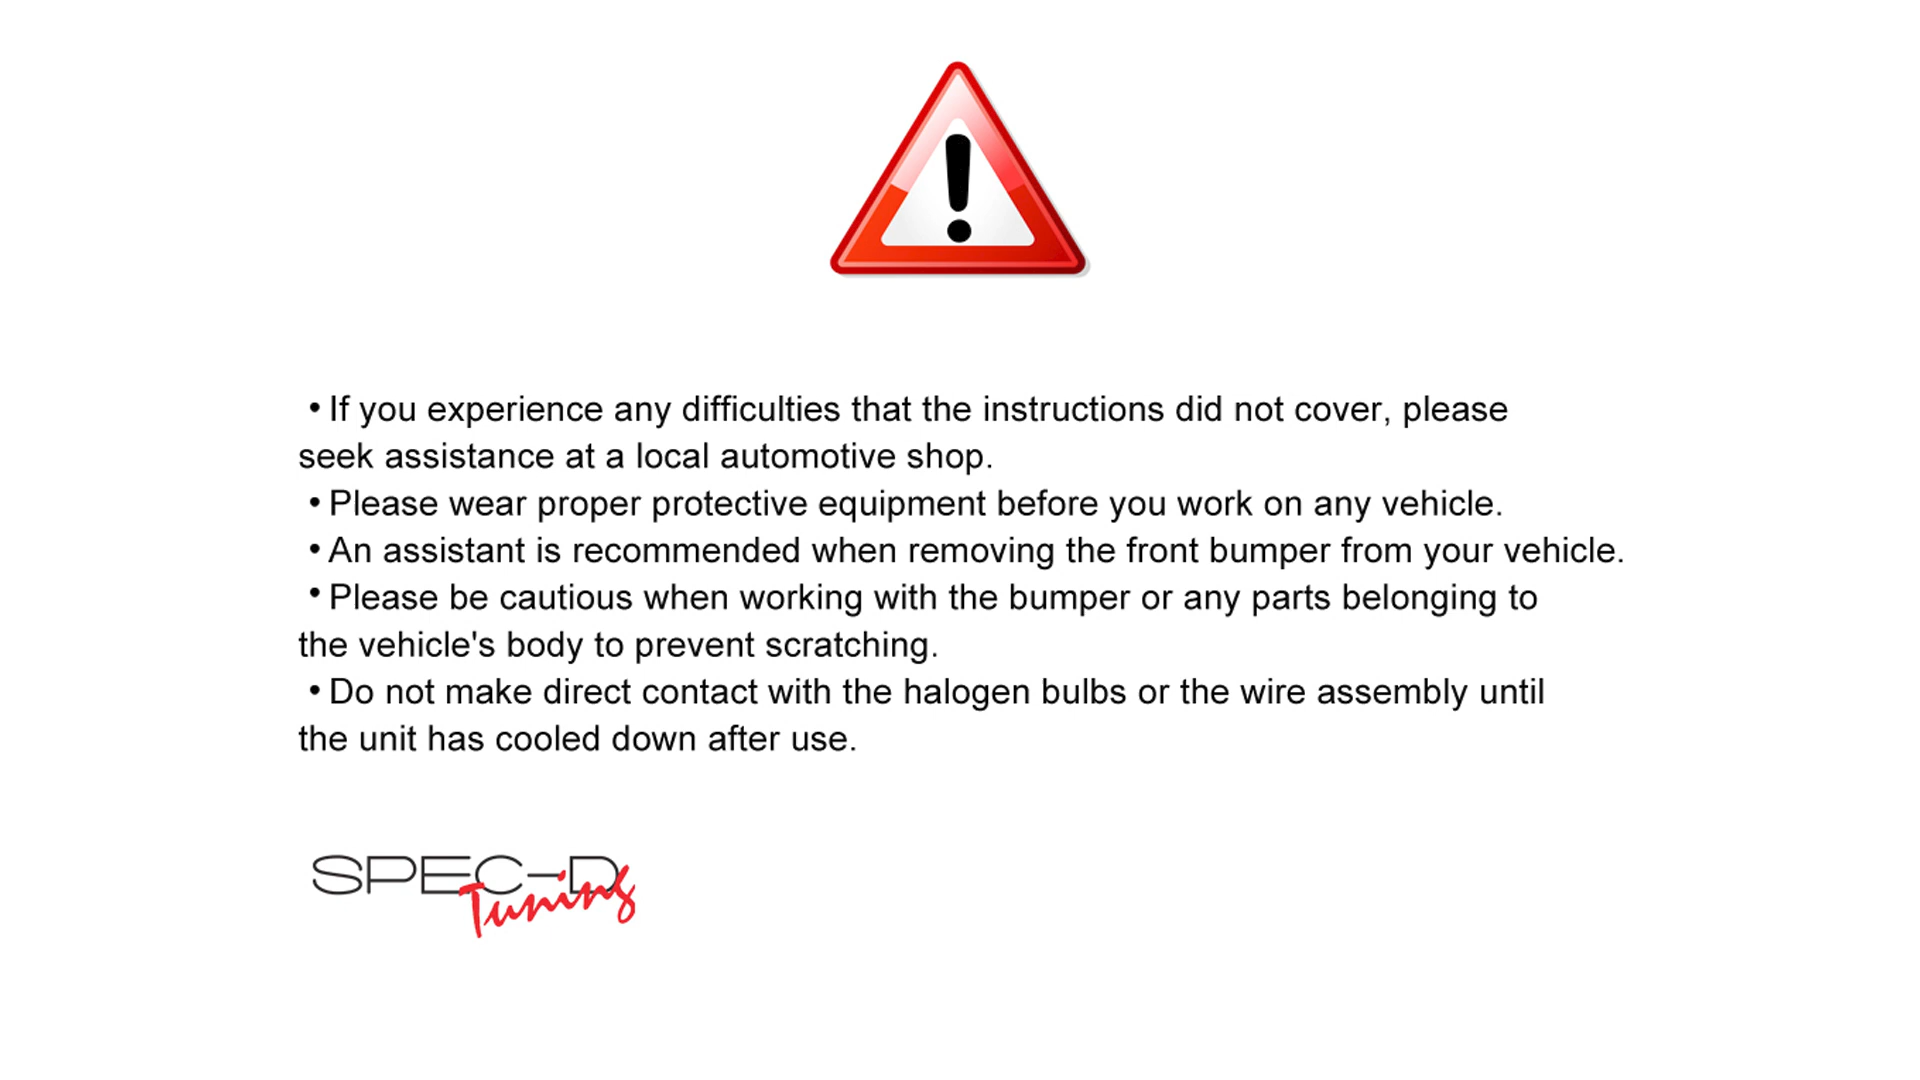 • If you experience any difficulties that the instructions did not cover, please
seek assistance at a local automotive shop.
• Please wear proper protective equipment before you work on any vehicle.
• An assistant is recommended when removing the front bumper from your vehicle.
• Please be cautious when working with the bumper or any parts belonging to
the vehicle's body to prevent scratching.
• Do not make direct contact with the halogen bulbs or the wire assembly until
the unit has cooled down after use.
SPEC-D
Tuning